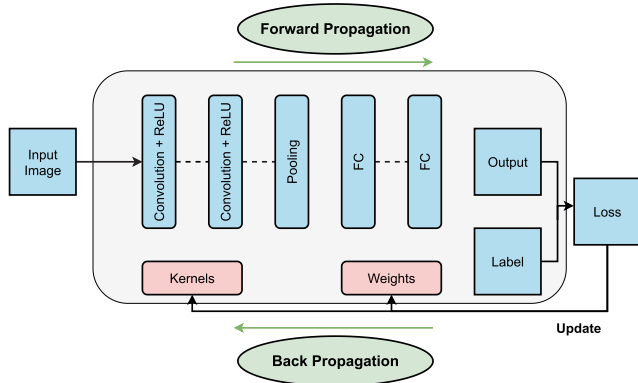 Forward Propagation
Input
Image
Convolution + ReLU
Convolution + ReLU
Pooling
FC
FC
Output
Label
Loss
Kernels
Weights
Update
Back Propagation